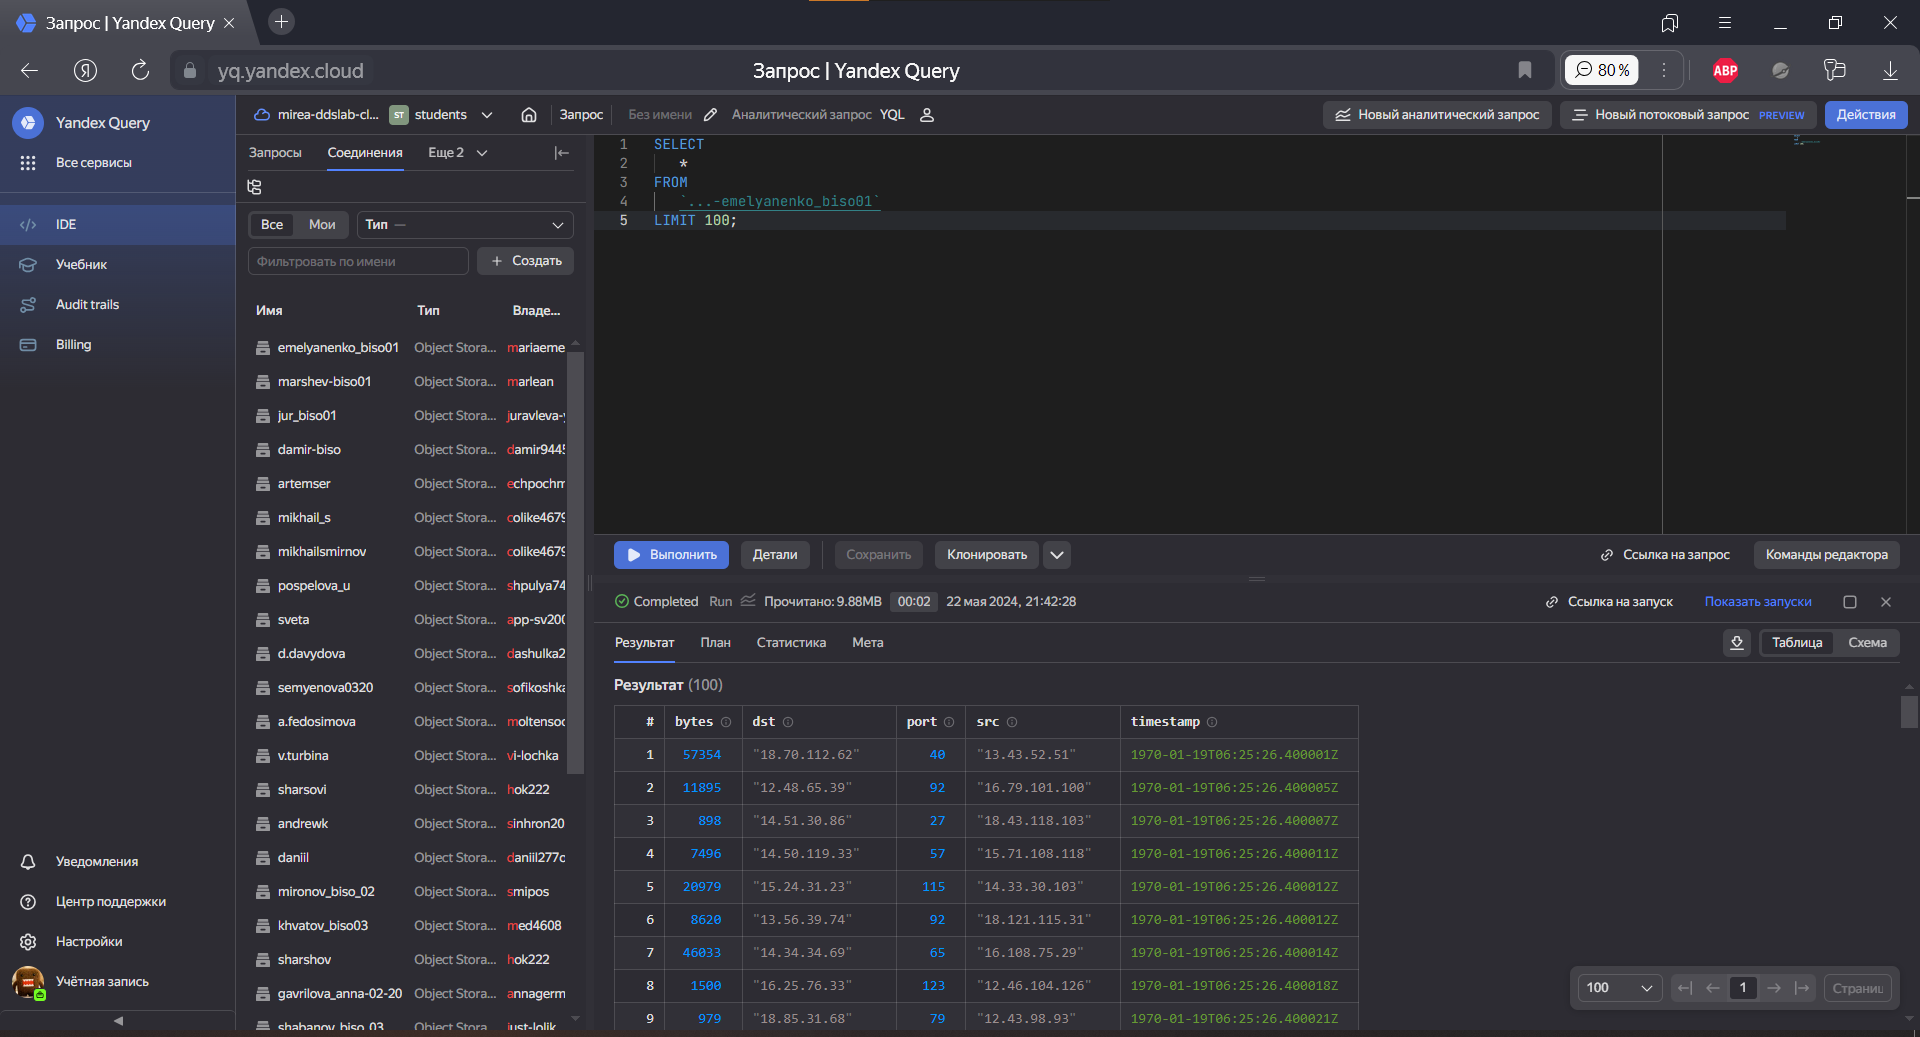 Запрос | Yandex Query
yq.yandex.cloud
Запрос | Yandex Query
80 %
ABP
Yandex Query
Все сервисы
IDE
Учебник
Audit trails
Billing
Уведомления
Центр поддержки
Настройки
Учётная запись
mirea-ddslab-cl...
ST
students
Запрос
Без имени
Аналитический запрос
YQL
Новый аналитический запрос
Новый потоковый запрос
PREVIEW
Действия
Запросы
Соединения
Еще 2
Все
Мои
Тип —
Фильтровать по имени
+ Создать
Имя Тип Владе...
emelyanenko_biso01 Object Stora... mariaeme
marshev-biso01 Object Stora... marlean
jur_biso01 Object Stora... juravleva-
damir-biso Object Stora... damir944
artemser Object Stora... echpochm
mikhail_s Object Stora... colike467
mikhailsmirnov Object Stora... colike467
pospelova_u Object Stora... shpulya74
sveta Object Stora... app-sv200
d.davydova Object Stora... dashulka2
semyenova0320 Object Stora... sofikoshka
a.fedosimova Object Stora... moltensoc
v.turbina Object Stora... vi-lochka
sharsovi Object Stora... hok222
andrewk Object Stora... sinhron20
daniil Object Stora... daniil277c
mironov_biso_02 Object Stora... smipos
khvatov_biso03 Object Stora... med4608
sharshov Object Stora... hok222
gavrilova_anna-02-20 Object Stora... annagerm
shabanov_biso_03 Object Stora... just-lolik
1 SELECT
2 *
3 FROM
4 `...-emelyanenko_biso01`
5 LIMIT 100;
Выполнить
Детали
Сохранить
Клонировать
Ссылка на запрос
Команды редактора
Completed Run Прочитано: 9.88MB 00:02 22 мая 2024, 21:42:28
Ссылка на запуск
Показать запуски
Результат
План
Статистика
Мета
Таблица
Схема
Результат (100)
# bytes dst port src timestamp
1 57354 "18.70.112.62" 40 "13.43.52.51" 1970-01-19T06:25:26.400001Z
2 11895 "12.48.65.39" 92 "16.79.101.100" 1970-01-19T06:25:26.400005Z
3 898 "14.51.30.86" 27 "18.43.118.103" 1970-01-19T06:25:26.400007Z
4 7496 "14.50.119.33" 57 "15.71.108.118" 1970-01-19T06:25:26.400011Z
5 20979 "15.24.31.23" 115 "14.33.30.103" 1970-01-19T06:25:26.400012Z
6 8620 "13.56.39.74" 92 "18.121.115.31" 1970-01-19T06:25:26.400012Z
7 46033 "14.34.34.69" 65 "16.108.75.29" 1970-01-19T06:25:26.400014Z
8 1500 "16.25.76.33" 123 "12.46.104.126" 1970-01-19T06:25:26.400018Z
9 979 "18.85.31.68" 79 "12.43.98.93" 1970-01-19T06:25:26.400021Z
100
1
Страниц